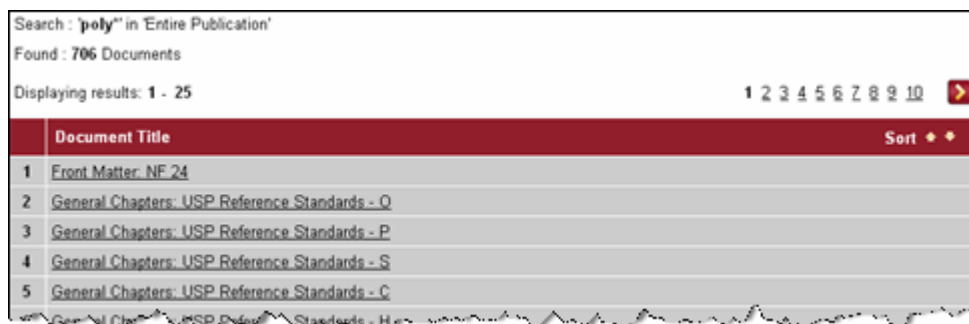 Search : 'poly*' in 'Entire Publication'
Found : 706 Documents
Displaying results: 1 - 25
1 2 3 4 5 6 7 8 9 10
Document Title Sort
1 Front Matter: NF 24
2 General Chapters: USP Reference Standards - O
3 General Chapters: USP Reference Standards - P
4 General Chapters: USP Reference Standards - S
5 General Chapters: USP Reference Standards - C
Standards - H